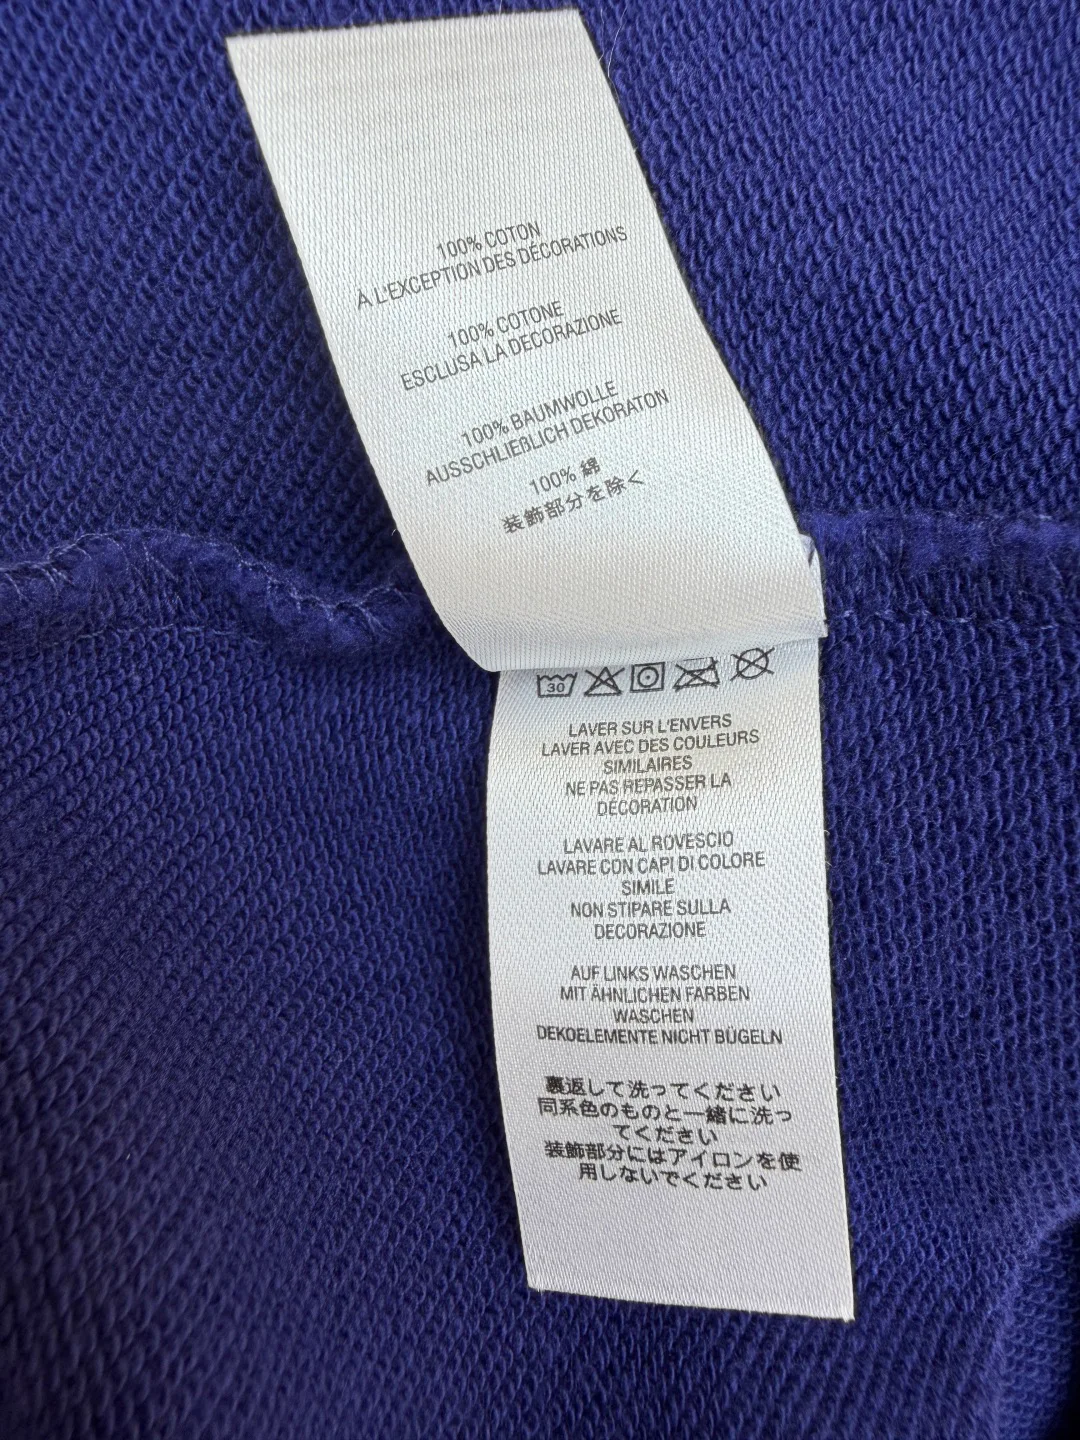 100% COTON
À L'EXCEPTION DES DÉCORATIONS
100% COTONE
ESCLUSA LA DECORAZIONE
100% BAUMWOLLE
AUSSCHLIEßLICH DEKORATON
100% 綿
装飾部分を除く
30
LAVER SUR L'ENVERS
LAVER AVEC DES COULEURS
SIMILAIRES
NE PAS REPASSER LA
DÉCORATION
LAVARE AL ROVESCIO
LAVARE CON CAPI DI COLORE
SIMILE
NON STIPARE SULLA
DECORAZIONE
AUF LINKS WASCHEN
MIT ÄHNLICHEN FARBEN
WASCHEN
DEKOELEMENTE NICHT BÜGELN
裏返して洗ってください
同系色のものと一緒に洗っ
てください
装飾部分にはアイロンを使
用しないでください